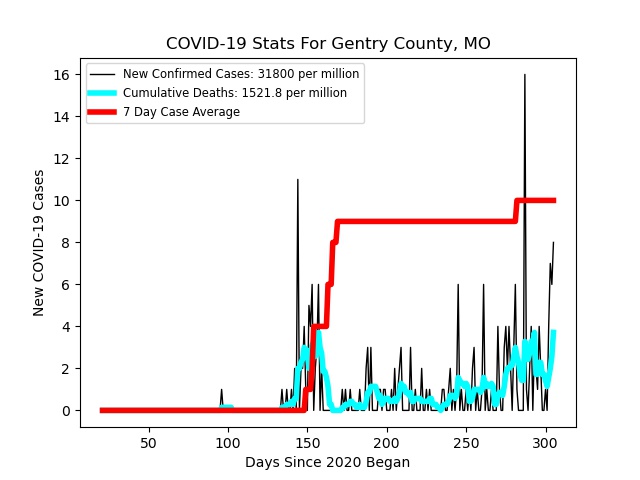 COVID-19 Stats For Gentry County, MO
New Confirmed Cases: 31800 per million
Cumulative Deaths: 1521.8 per million
7 Day Case Average
New COVID-19 Cases
16
14
12
10
8
6
4
2
0
50 100 150 200 250 300
Days Since 2020 Began